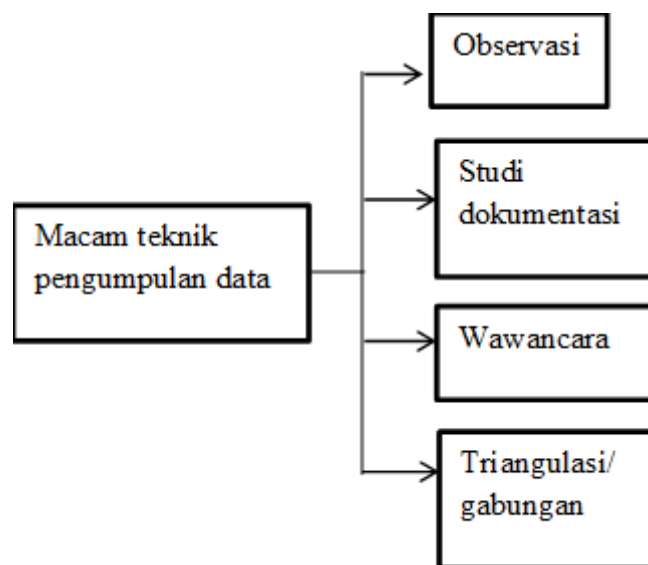 Macam teknik
pengumpulan data
Observasi
Studi
dokumentasi
Wawancara
Triangulasi/
gabungan